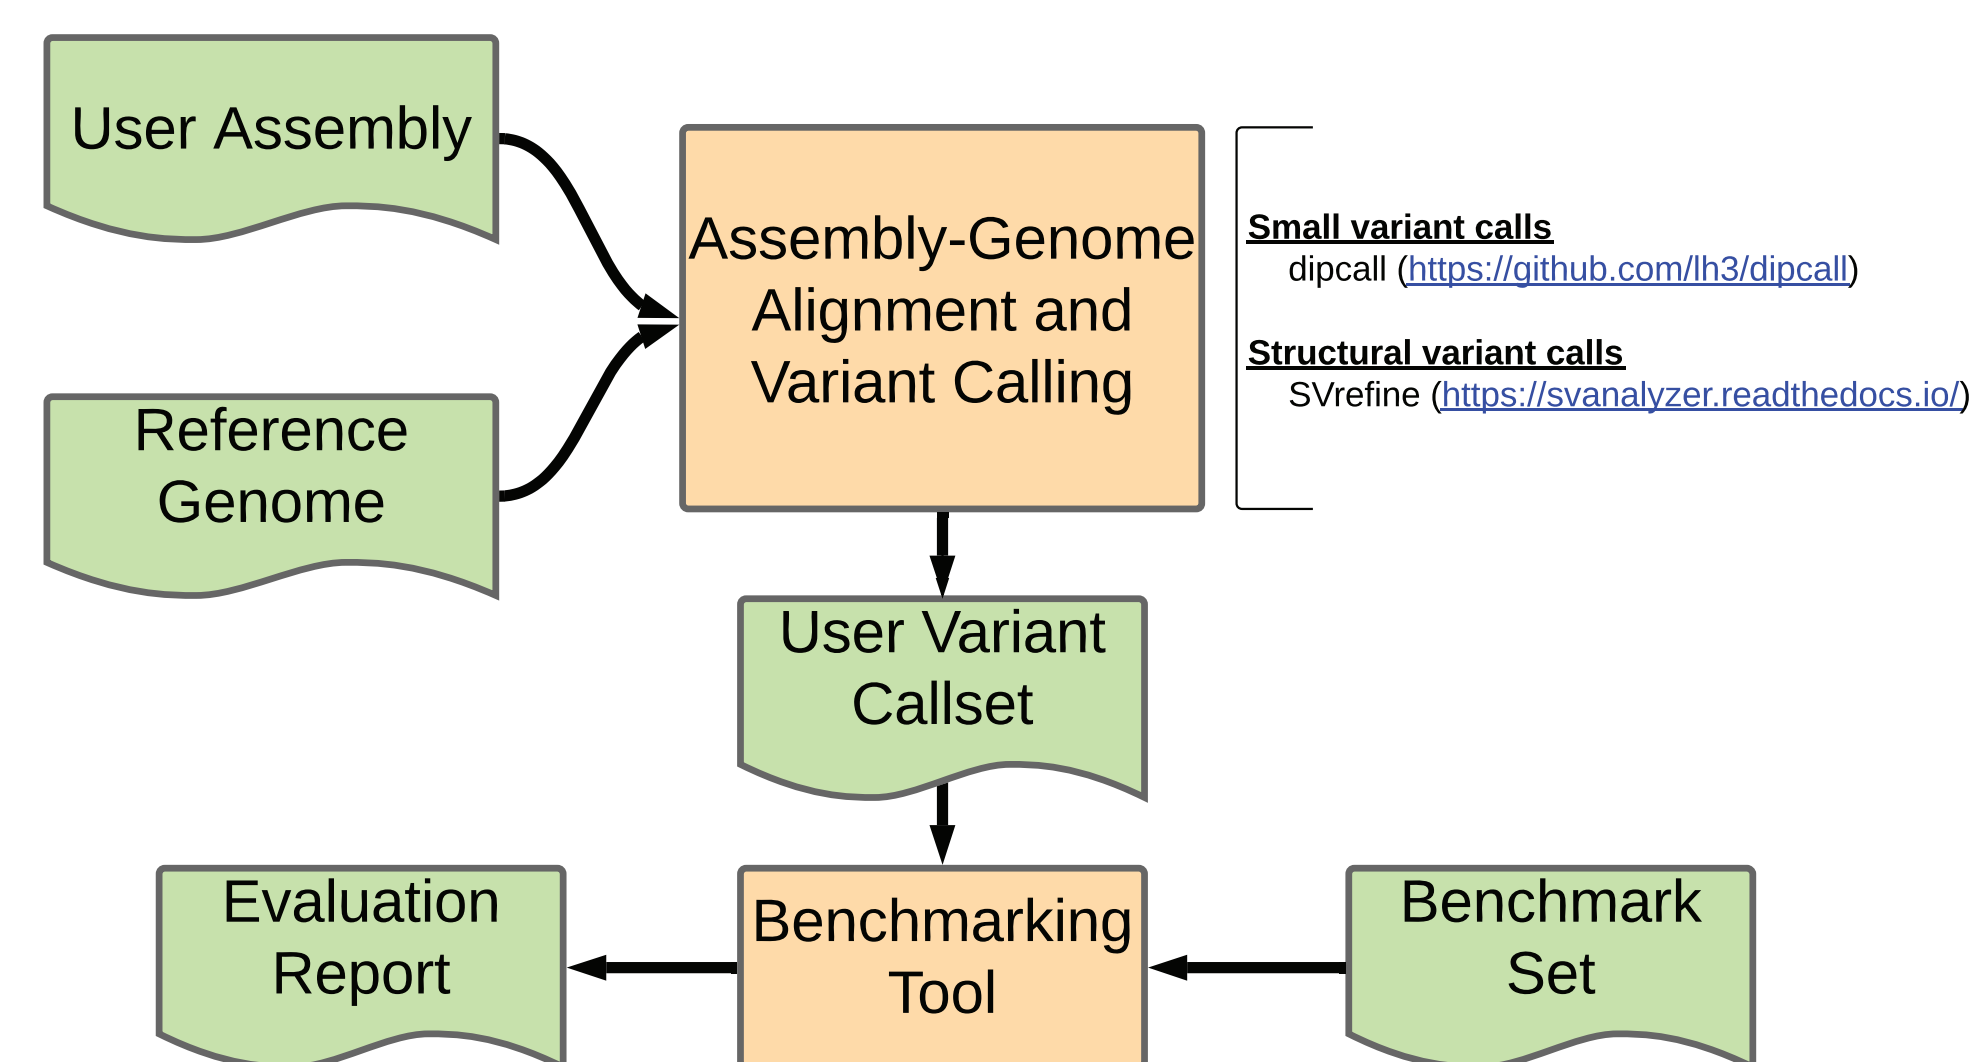 User Assembly
Assembly-Genome
Alignment and
Variant Calling
Small variant calls
dipcall (https://github.com/lh3/dipcall)
Structural variant calls
SVrefine (https://svanalyzer.readthedocs.io/)
Reference
Genome
User Variant
Callset
Evaluation
Report
Benchmarking
Tool
Benchmark
Set